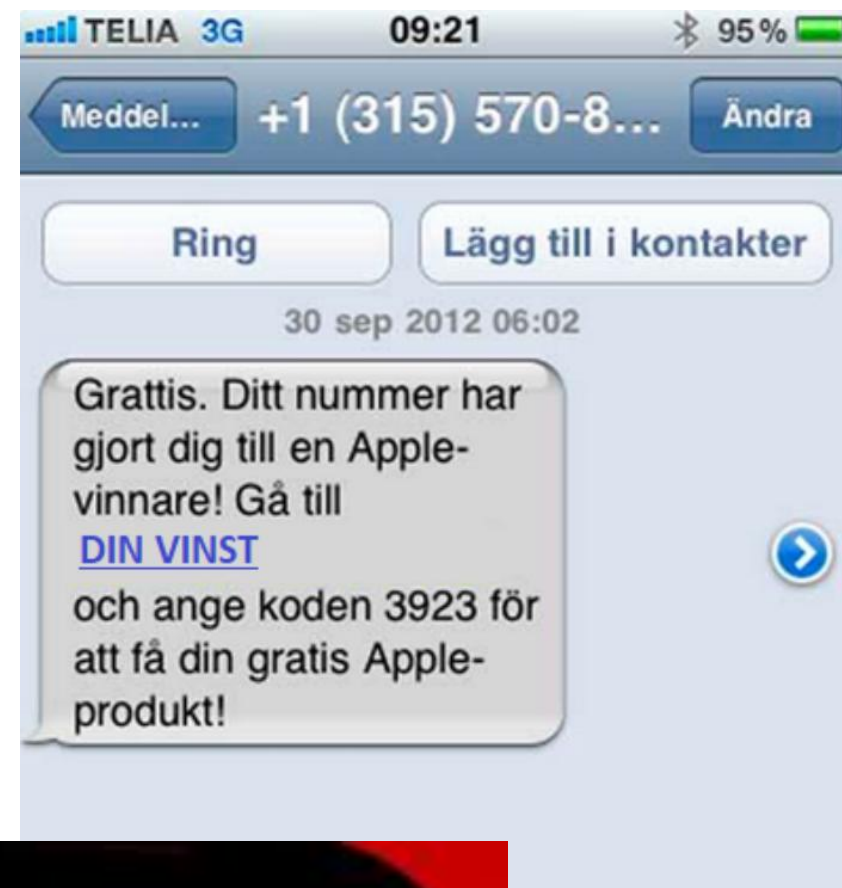 TELIA 3G 09:21 95%
Meddel... +1 (315) 570-8... Ändra
Ring Lägg till i kontakter
30 sep 2012 06:02
Grattis. Ditt nummer har
gjort dig till en Apple-
vinnare! Gå till
DIN VINST
och ange koden 3923 för
att få din gratis Apple-
produkt!